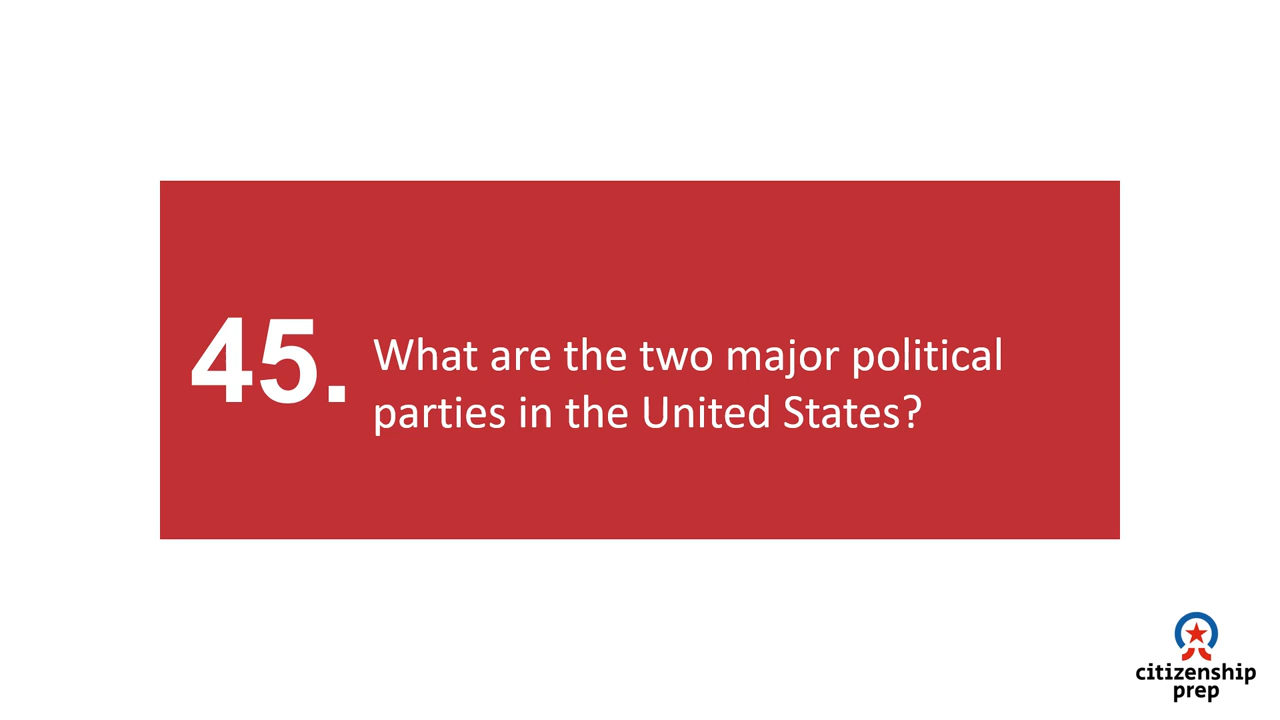 45.
What are the two major political
parties in the United States?
citizenship
prep